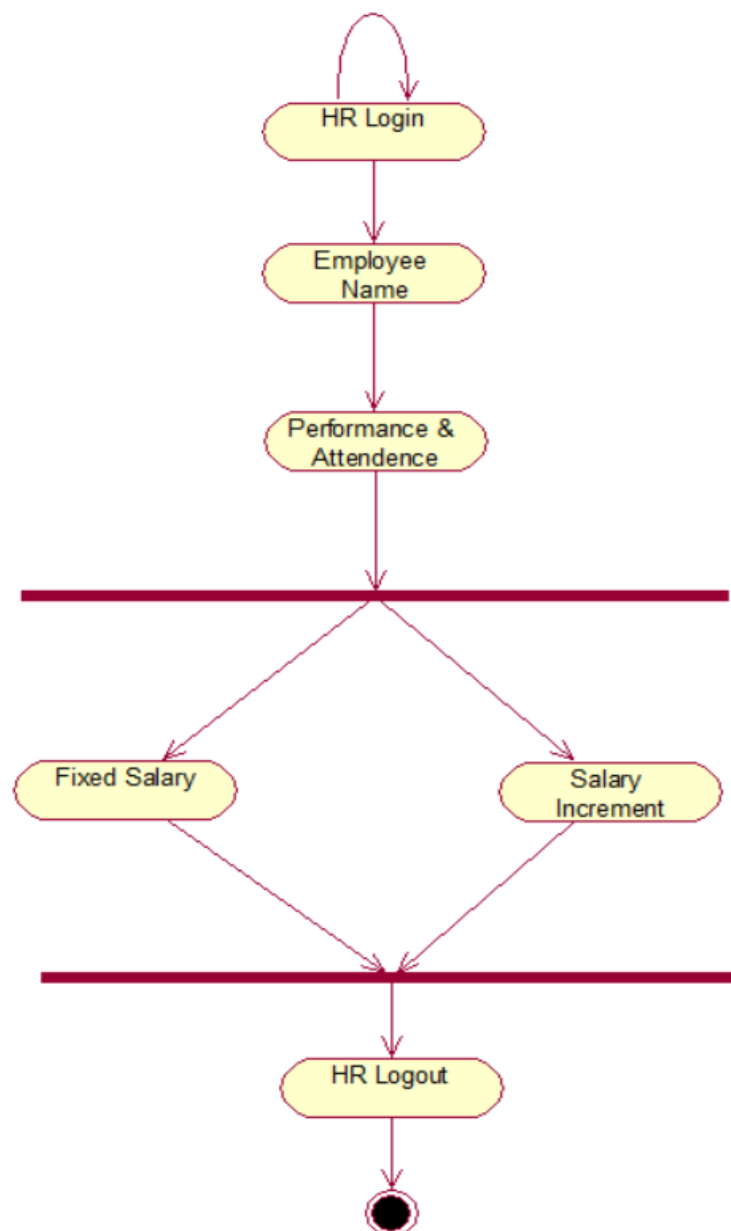 HR Login
Employee
Name
Performance &
Attendence
Fixed Salary
Salary
Increment
HR Logout